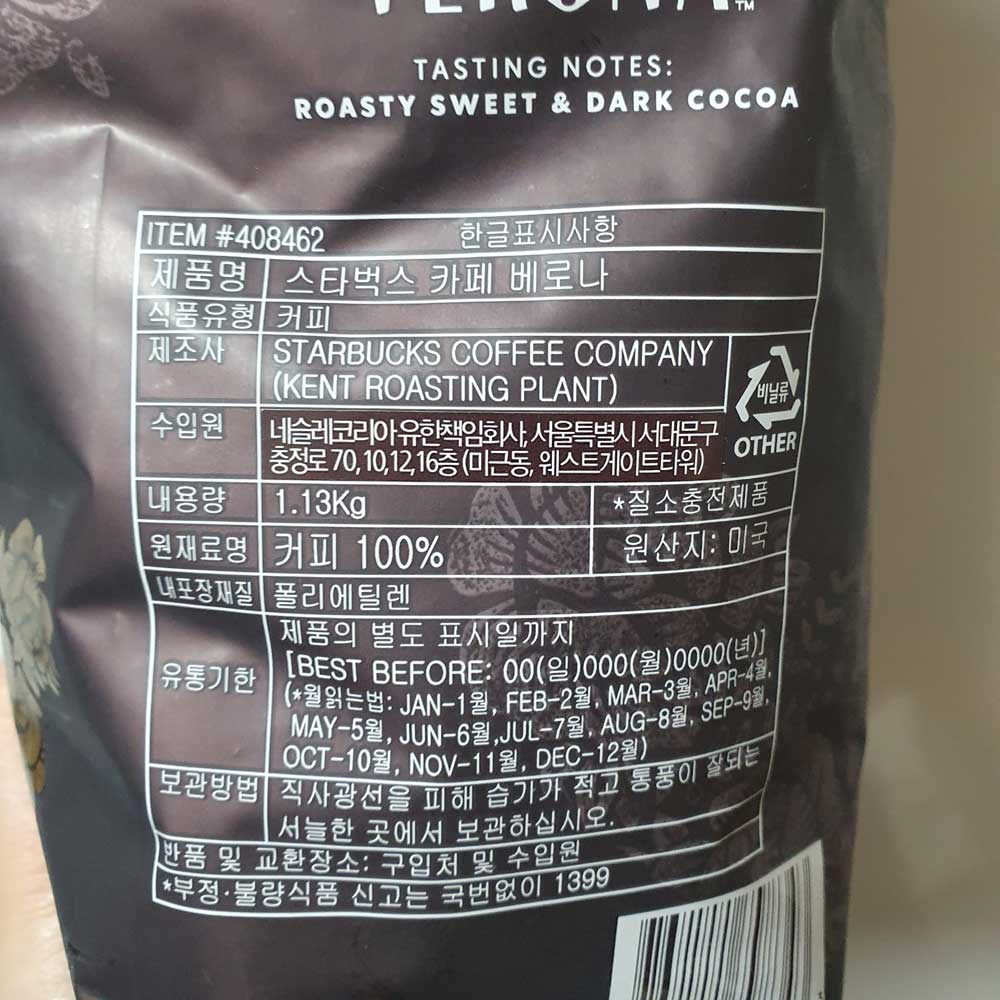 VERONA™
TASTING NOTES:
ROASTY SWEET & DARK COCOA
ITEM #408462 한글표시사항
제품명 스타벅스 카페 베로나
식품유형 커피
제조사 STARBUCKS COFFEE COMPANY
(KENT ROASTING PLANT)
비닐류
OTHER
수입원 네슬레코리아유한책임회사, 서울특별시 서대문구
충정로 70, 10,12,16층 (미근동, 웨스트게이트타워)
내용량 1.13Kg *질소충전제품
원재료명 커피 100% 원산지: 미국
내포장재질 폴리에틸렌
유통기한 제품의 별도 표시일까지
[BEST BEFORE: 00(일)000(월)0000(년)]
(*월읽는법: JAN-1월, FEB-2월, MAR-3월, APR-4월,
MAY-5월, JUN-6월,JUL-7월, AUG-8월, SEP-9월,
OCT-10월, NOV-11월, DEC-12월)
보관방법 직사광선을 피해 습기가 적고 통풍이 잘되는
서늘한 곳에서 보관하십시오.
반품 및 교환장소: 구입처 및 수입원
*부정·불량식품 신고는 국번없이 1399